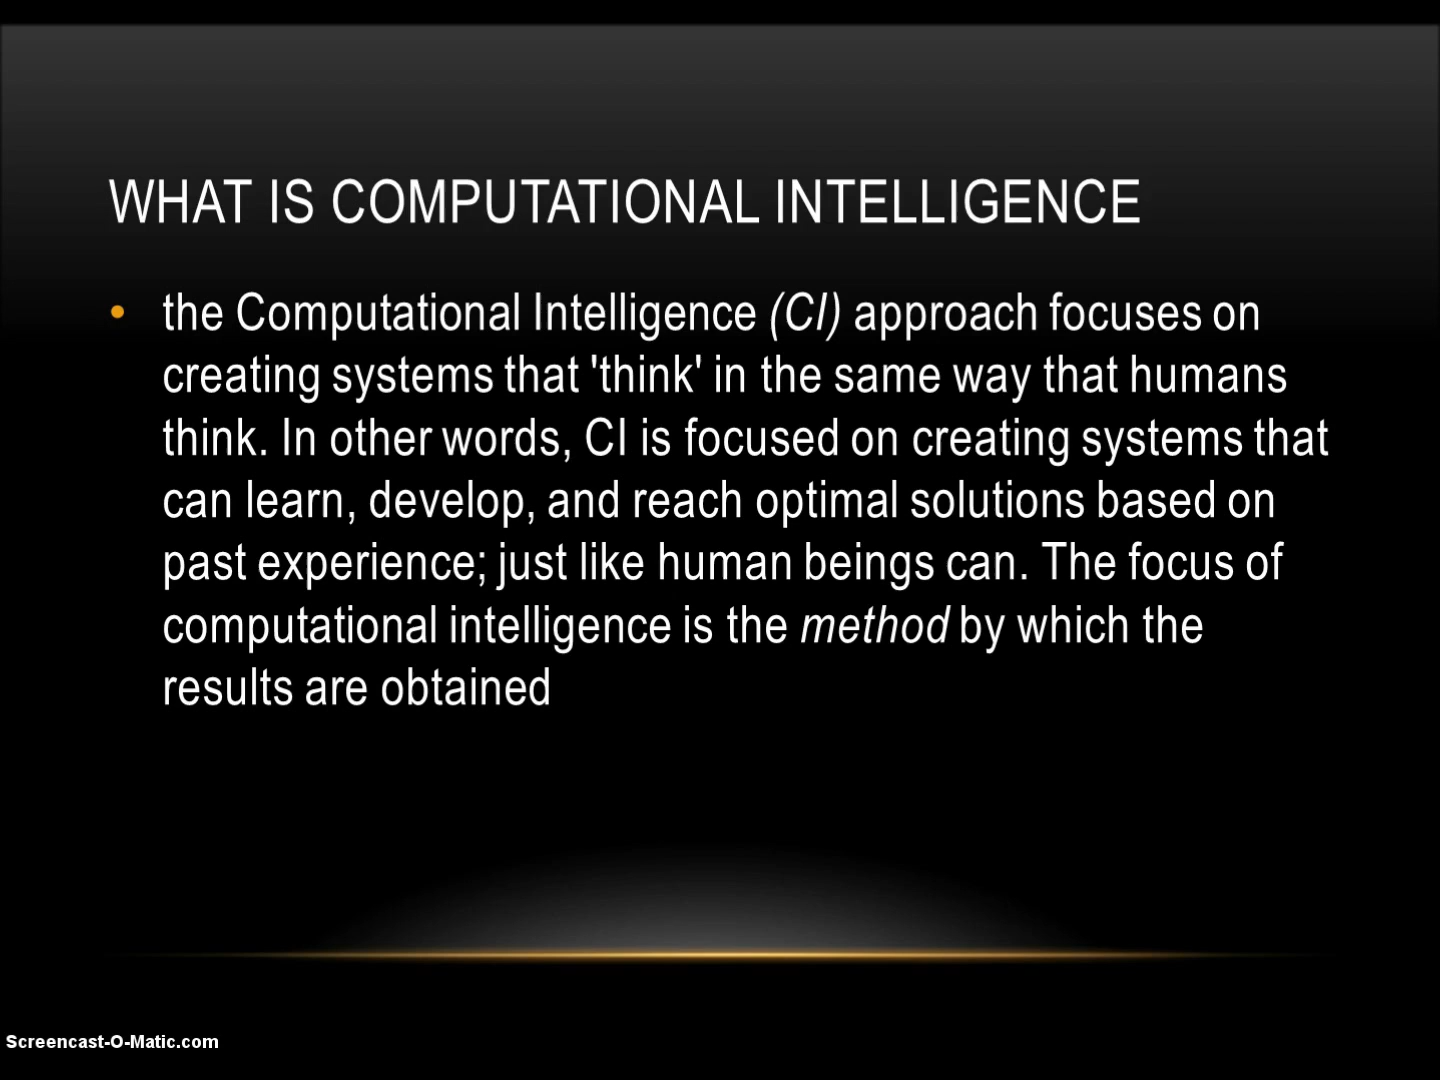 WHAT IS COMPUTATIONAL INTELLIGENCE
• the Computational Intelligence (CI) approach focuses on
creating systems that 'think' in the same way that humans
think. In other words, CI is focused on creating systems that
can learn, develop, and reach optimal solutions based on
past experience; just like human beings can. The focus of
computational intelligence is the method by which the
results are obtained
Screencast-O-Matic.com